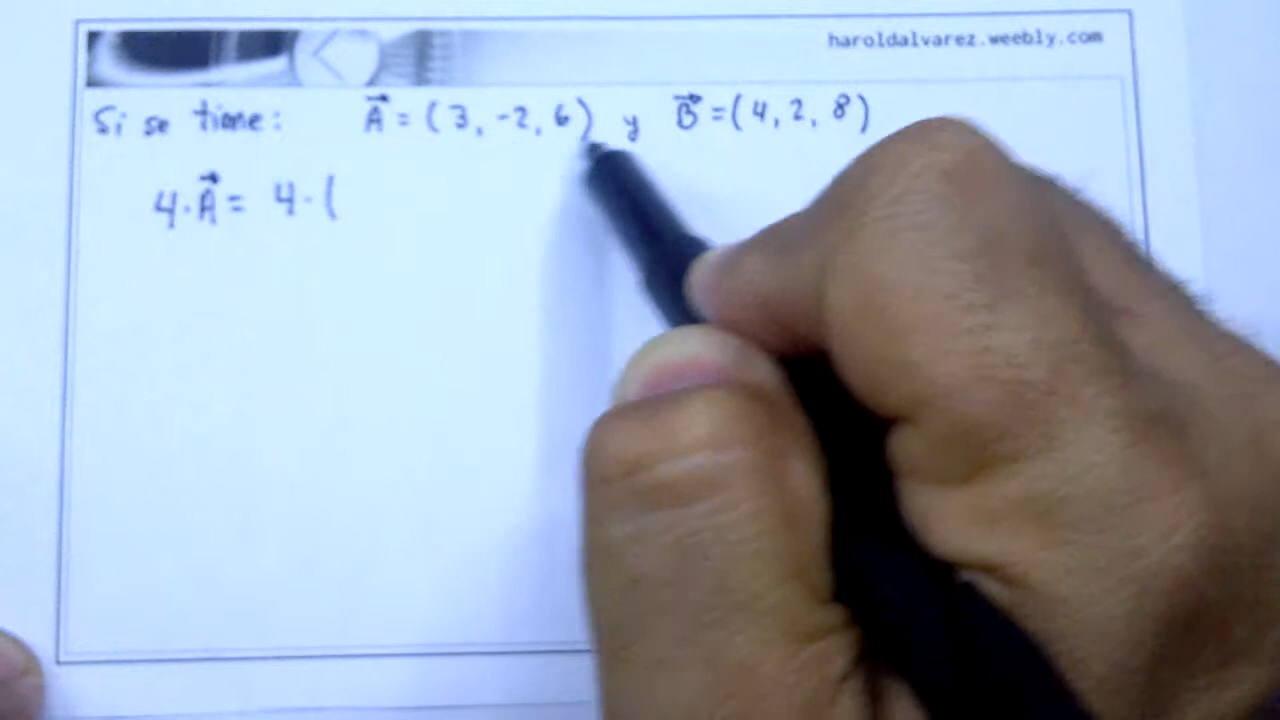 haroldalvarez.weebly.com
Si se tiene: A⃗ = (3, -2, 6) y B⃗ = (4, 2, 8)
4·A⃗ = 4·(